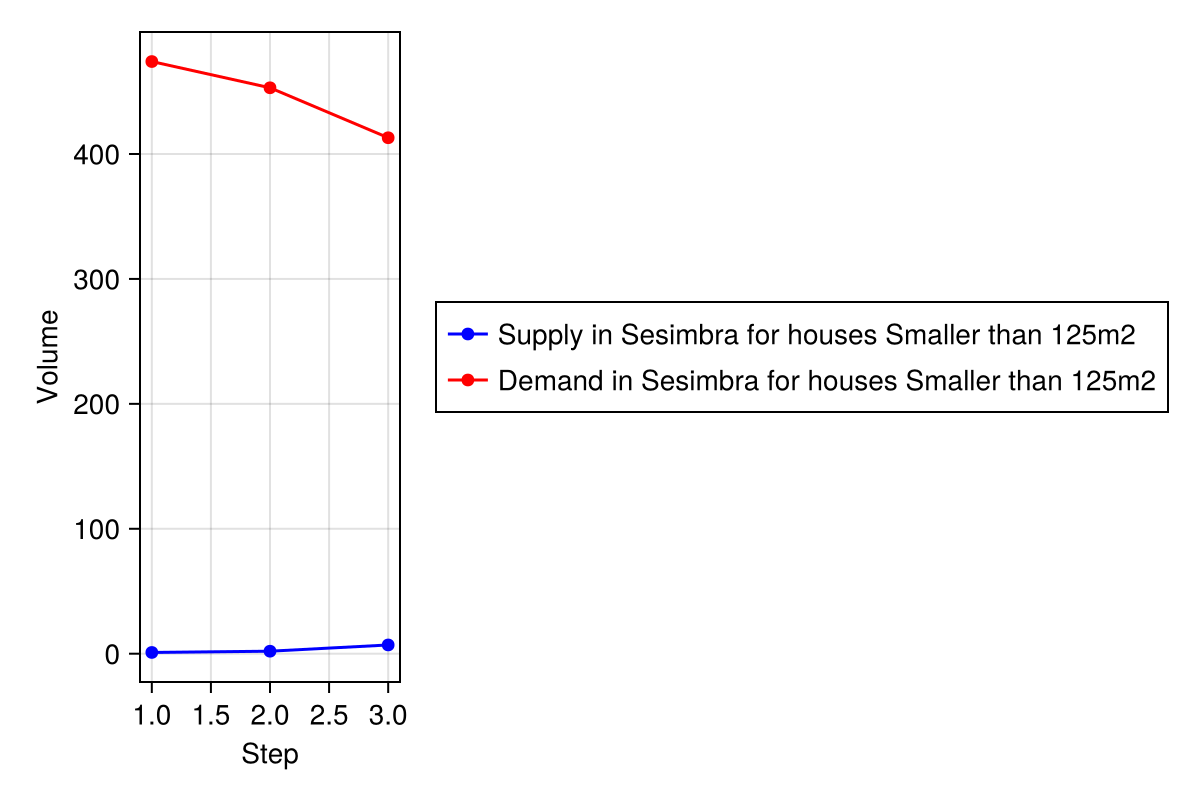 Volume
400
300
200
100
0
1.0 1.5 2.0 2.5 3.0
Step
Supply in Sesimbra for houses Smaller than 125m2
Demand in Sesimbra for houses Smaller than 125m2